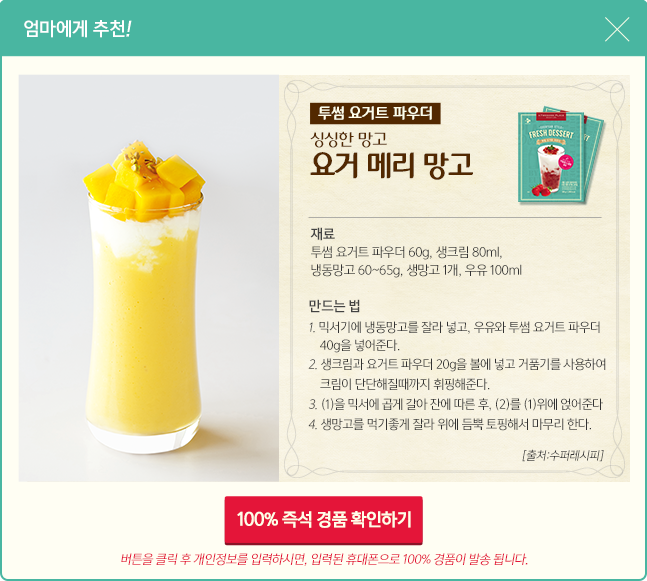 엄마에게 추천!
투썸 요거트 파우더
싱싱한 망고
요거 메리 망고
FRESH DESSERT
재료
투썸 요거트 파우더 60g, 생크림 80ml,
냉동망고 60~65g, 생망고 1개, 우유 100ml
만드는 법
1. 믹서기에 냉동망고를 잘라 넣고, 우유와 투썸 요거트 파우더
40g을 넣어준다.
2. 생크림과 요거트 파우더 20g을 볼에 넣고 거품기를 사용하여
크림이 단단해질때까지 휘핑해준다.
3. (1)을 믹서에 곱게 갈아 잔에 따른 후, (2)를 (1)위에 얹어준다
4. 생망고를 먹기좋게 잘라 위에 듬뿍 토핑해서 마무리 한다.
[출처:수퍼레시피]
100% 즉석 경품 확인하기
버튼을 클릭 후 개인정보를 입력하시면, 입력된 휴대폰으로 100% 경품이 발송 됩니다.